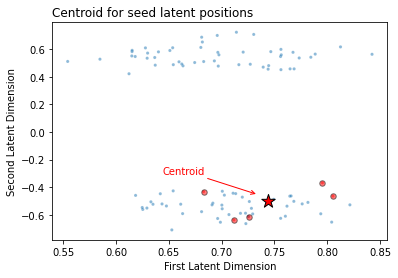 Centroid for seed latent positions
Second Latent Dimension
0.6
0.4
0.2
0.0
−0.2
−0.4
−0.6
Centroid
0.55 0.60 0.65 0.70 0.75 0.80 0.85
First Latent Dimension